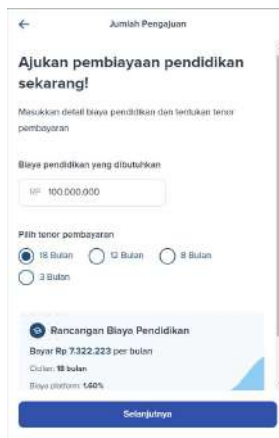 Jumlah Pengajuan
Ajukan pembiayaan pendidikan
sekarang!
Masukkan detail biaya pendidikan dan tentukan tenor
pembayaran
Biaya pendidikan yang dibutuhkan
RP 100.000.000
Pilih tenor pembayaran
18 Bulan 12 Bulan 8 Bulan
3 Bulan
Rancangan Biaya Pendidikan
Bayar Rp 7.322.223 per bulan
Cicilan: 18 bulan
Biaya platform: 1.60%
Selanjutnya